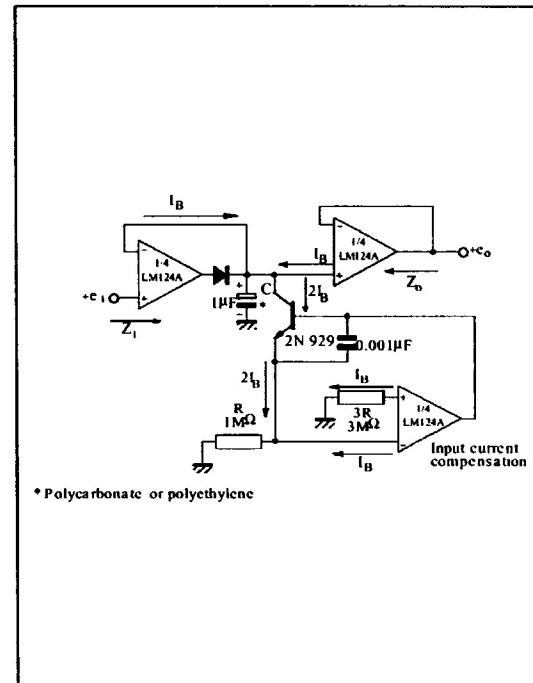 I_B
1/4
LM124A
+e_I
Z_I
1µF
*
C
I_B
2I_B
1/4
LM124A
+e_o
Z_o
2N 929
0.001µF
2I_B
R
1MΩ
I_B
3R
3MΩ
1/4
LM124A
I_B
Input current
compensation
* Polycarbonate or polyethylene